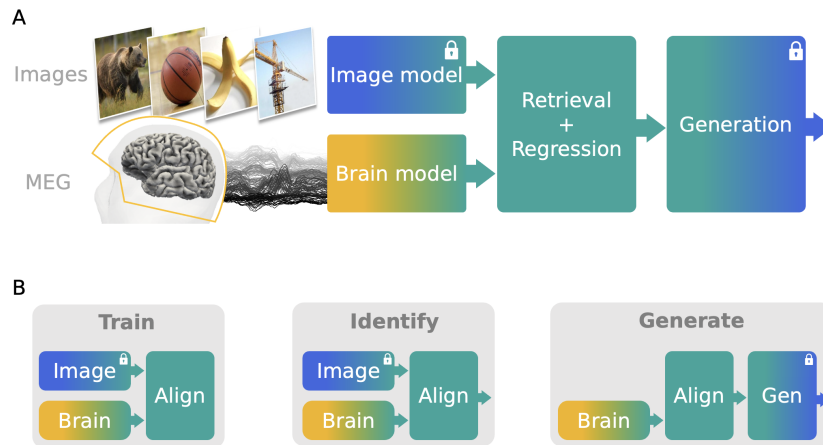 A
Images
Image model
MEG
Brain model
Retrieval
+
Regression
Generation
B
Train
Image
Brain
Align
Identify
Image
Brain
Align
Generate
Brain
Align
Gen